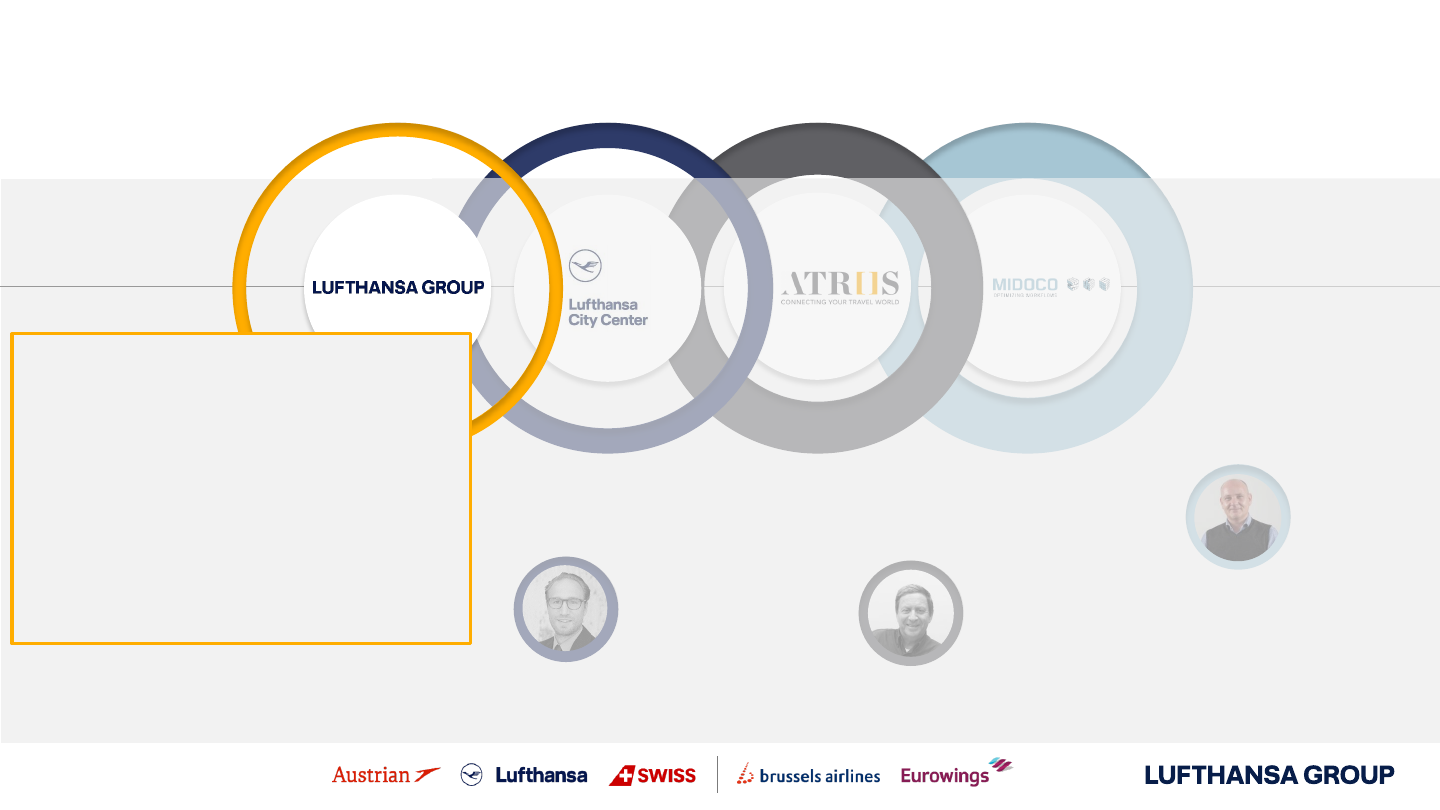 LUFTHANSA GROUP
Lufthansa
City Center
ATRIIS
CONNECTING YOUR TRAVEL WORLD
MIDOCO
OPTIMIZING WORKFLOWS
Austrian
Lufthansa
SWISS
brussels airlines
Eurowings
LUFTHANSA GROUP